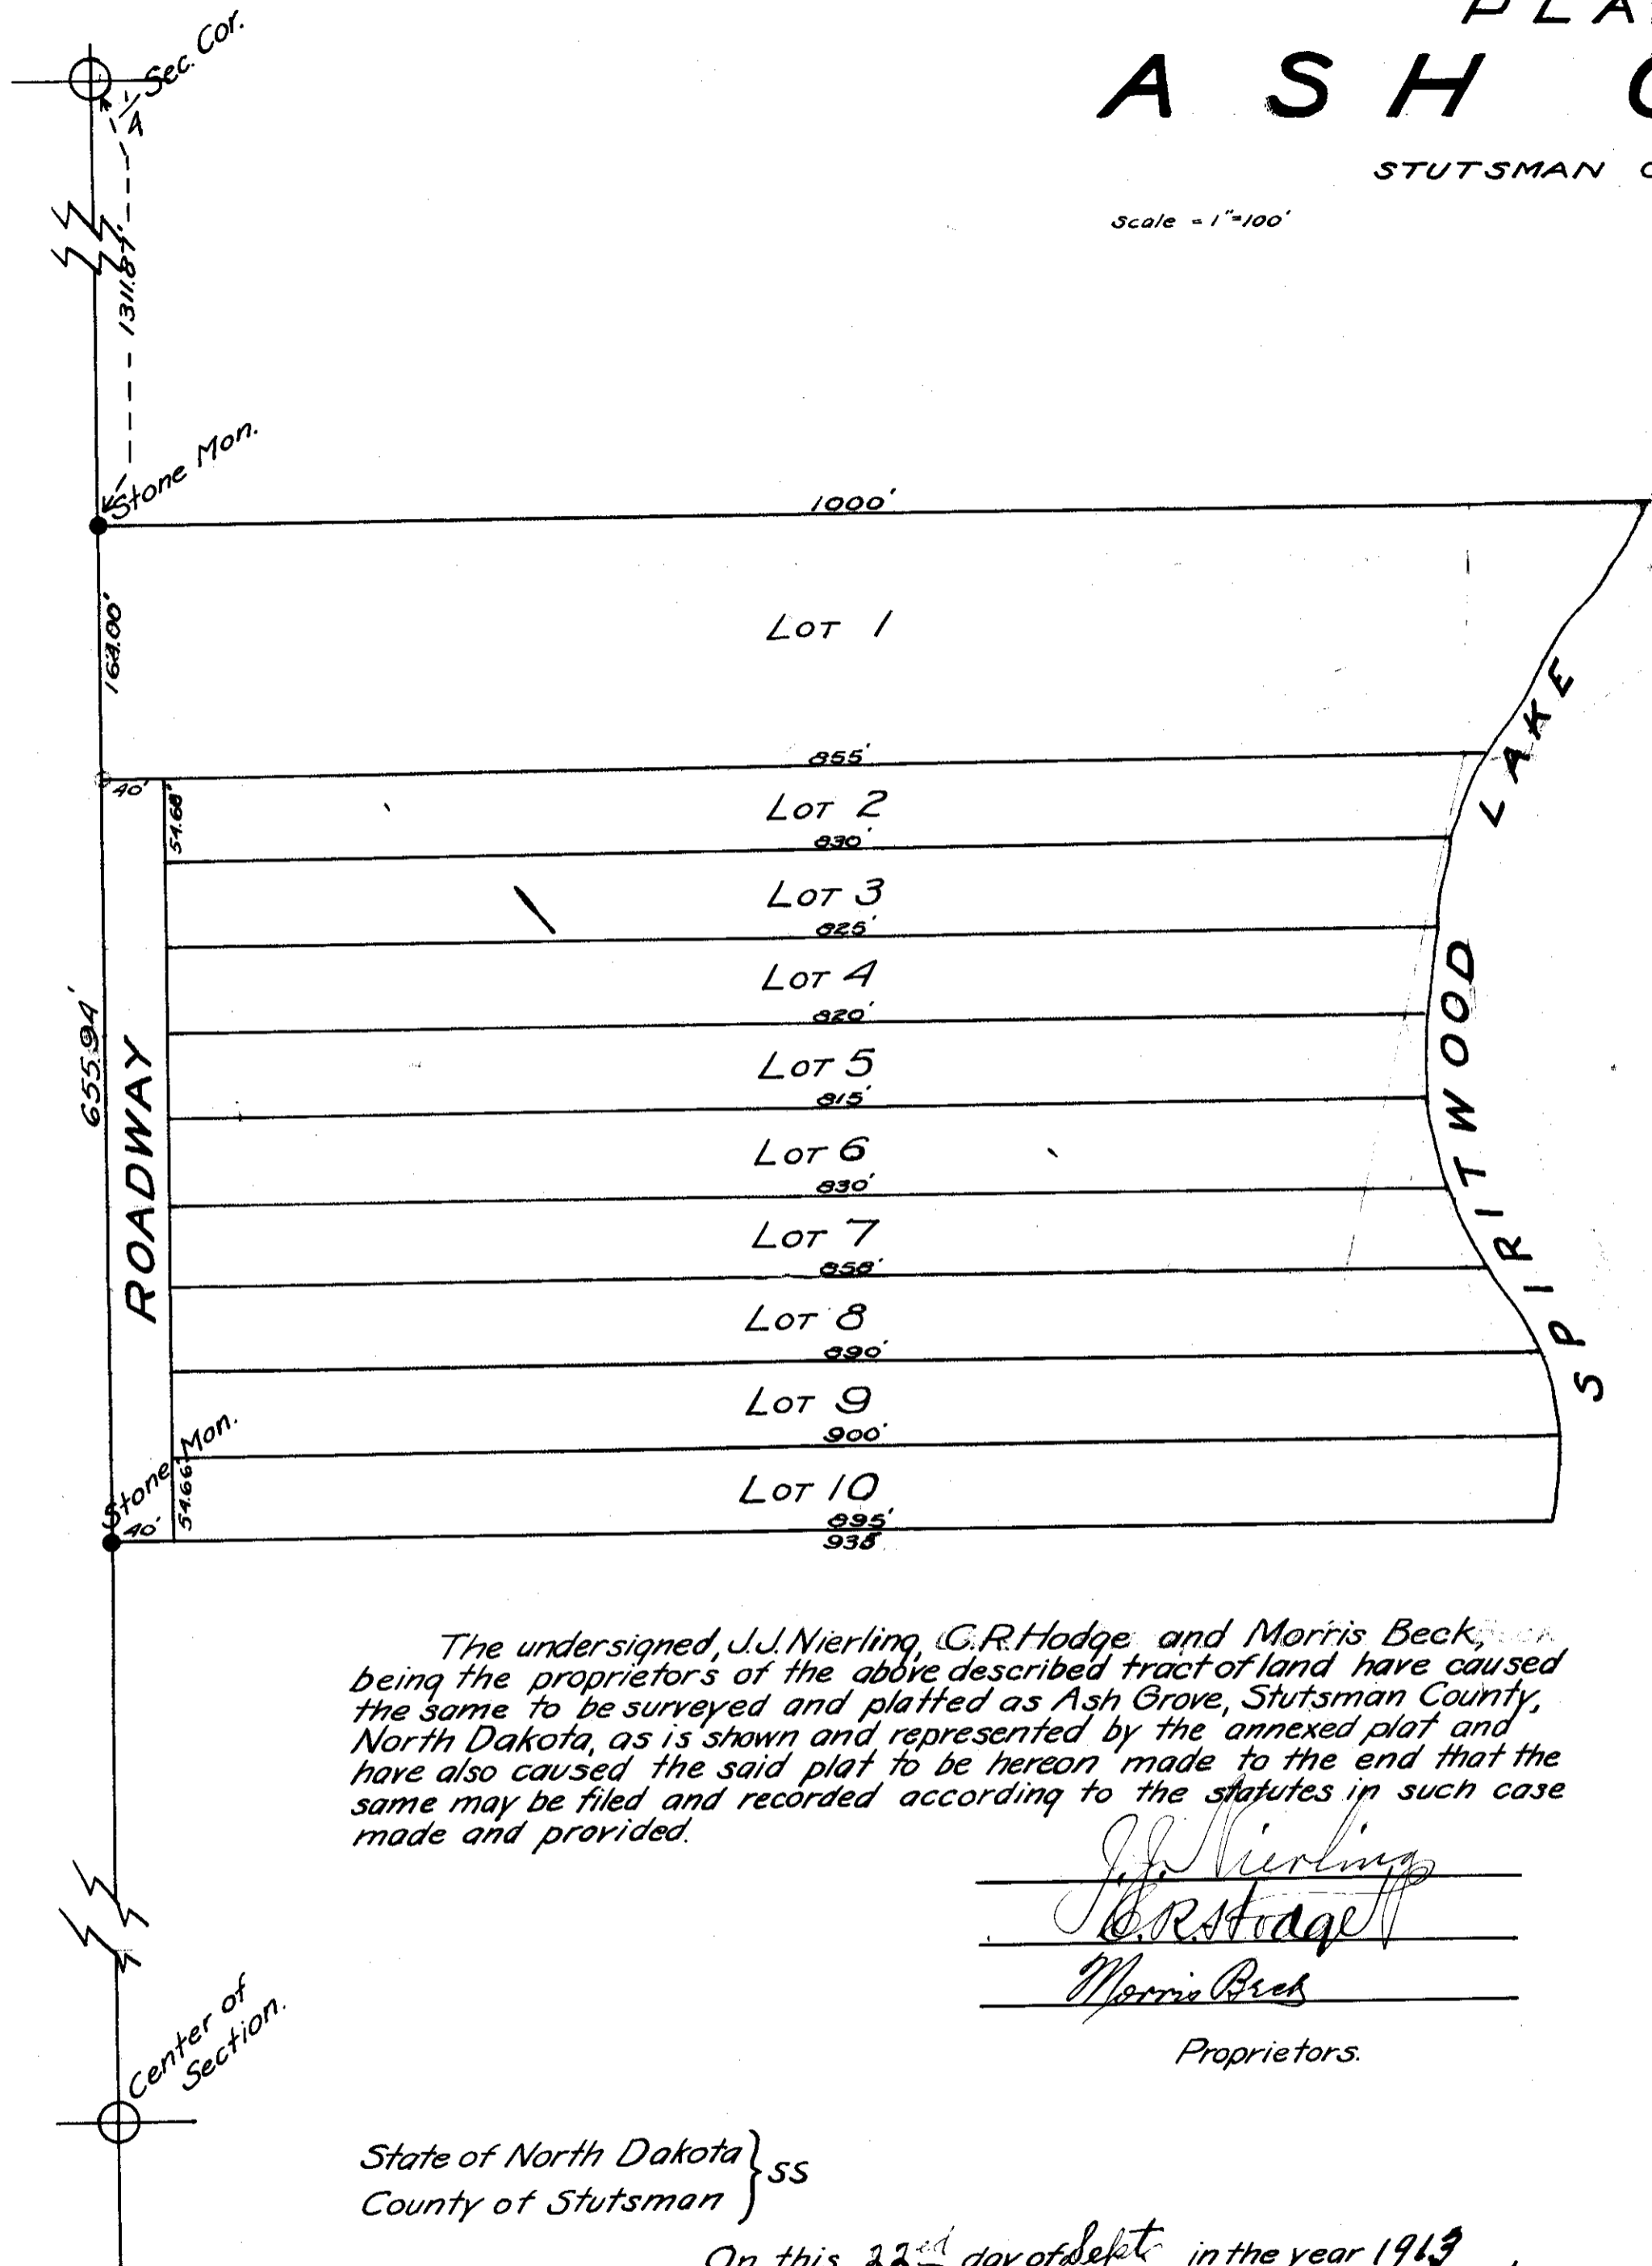 PLA
ASH
STUTSMAN
Scale = 1"=100'
1/4 Sec. Cor.
1311.87'
Stone Mon.
1000'
LOT 1
164.00'
LAKE
855'
40'
54.66'
LOT 2
830'
LOT 3
825'
LOT 4
820'
LOT 5
815'
655.94'
ROADWAY
SPIRITWOOD
LOT 6
830'
LOT 7
858'
LOT 8
890'
LOT 9
900'
Stone Mon.
54.66'
LOT 10
40'
895'
935
The undersigned, J.J. Nierling, C.R. Hodge and Morris Beck,
being the proprietors of the above described tract of land have caused
the same to be surveyed and platted as Ash Grove, Stutsman County,
North Dakota, as is shown and represented by the annexed plat and
have also caused the said plat to be hereon made to the end that the
same may be filed and recorded according to the statutes in such case
made and provided.
J.J. Nierling
C.R. Hodge
Morris Beck
Proprietors.
Center of
Section.
State of North Dakota } SS
County of Stutsman
On this 22ed day of Sept in the year 1913